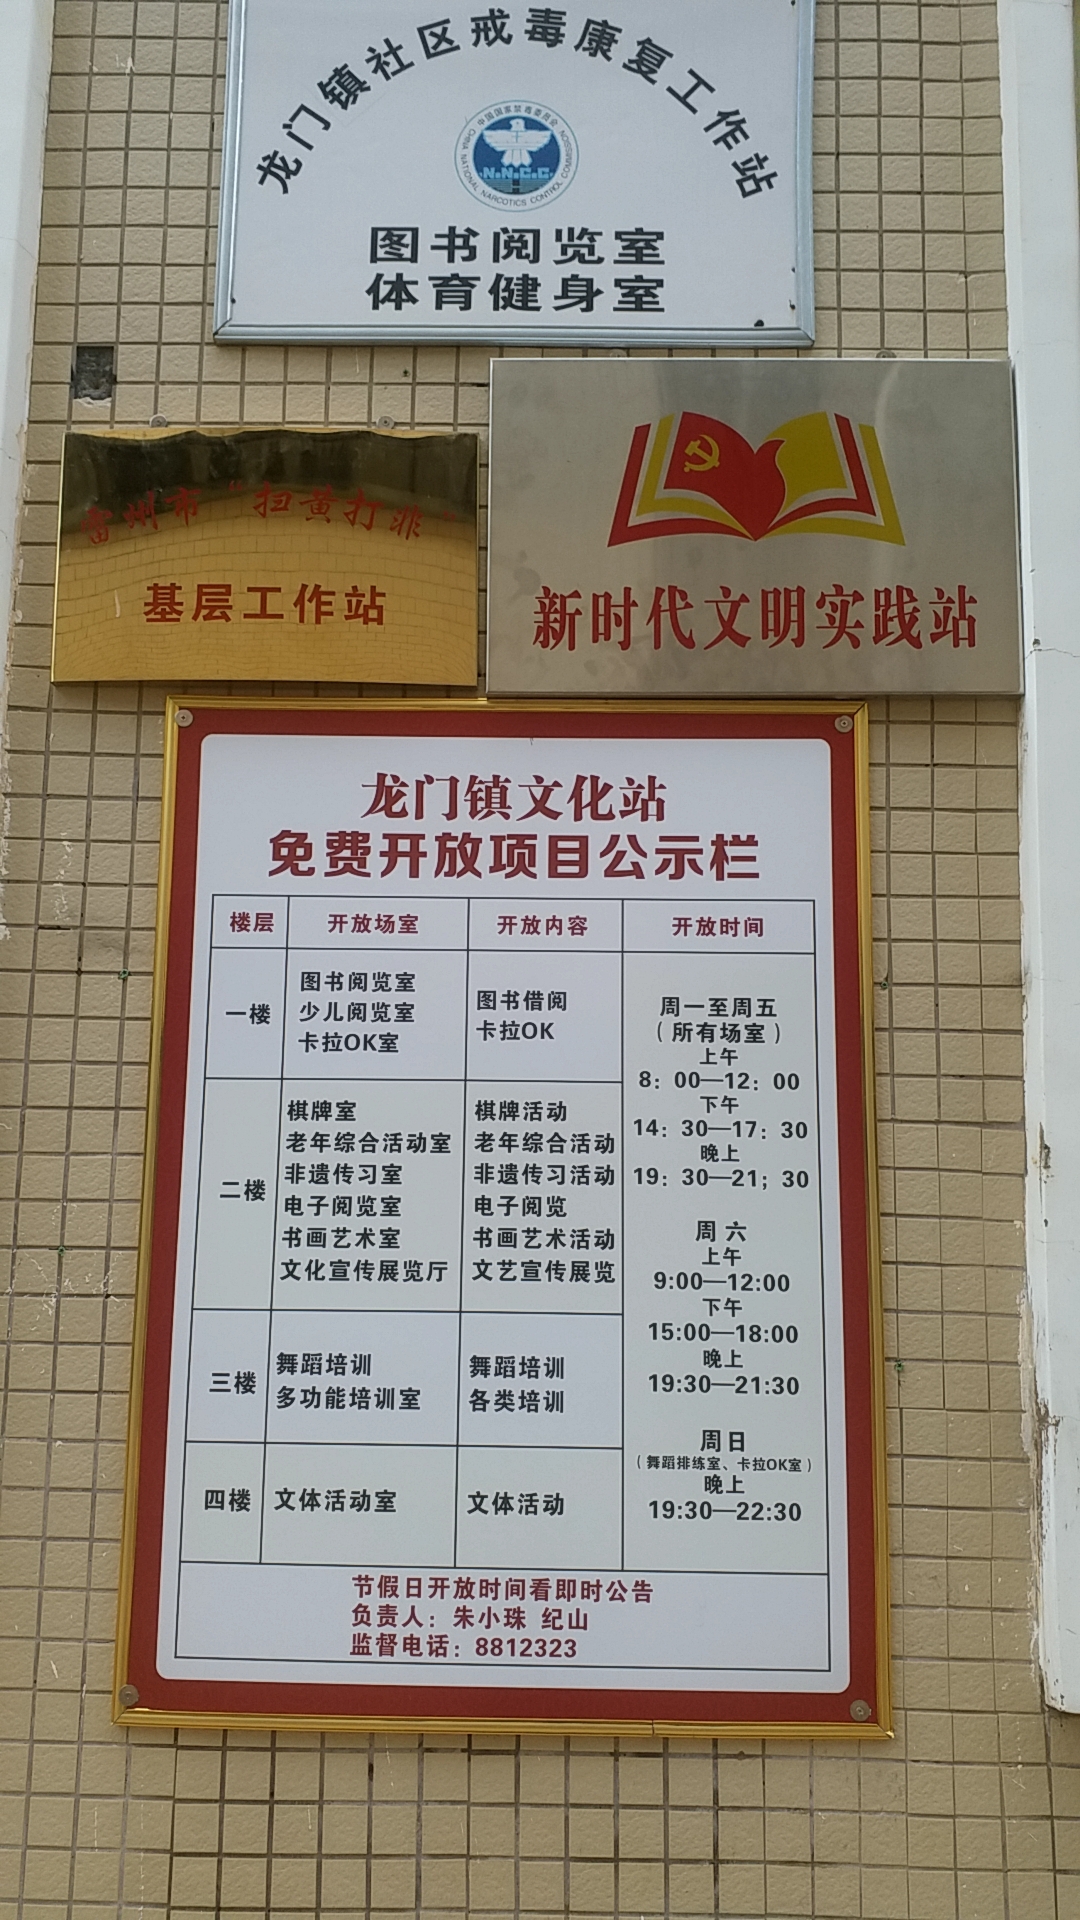 龙门镇社区戒毒康复工作站
中国国家禁毒委员会
N.N.C.C.
CHINA NATIONAL NARCOTICS CONTROL COMMISSION
图书阅览室
体育健身室
雷州市“扫黄打非”
基层工作站
新时代文明实践站
龙门镇文化站
免费开放项目公示栏
楼层 开放场室 开放内容 开放时间
一楼
图书阅览室
少儿阅览室
卡拉OK室
图书借阅
卡拉OK
二楼
棋牌室
老年综合活动室
非遗传习室
电子阅览室
书画艺术室
文化宣传展览厅
棋牌活动
老年综合活动
非遗传习活动
电子阅览
书画艺术活动
文艺宣传展览
三楼
舞蹈培训
多功能培训室
舞蹈培训
各类培训
四楼
文体活动室
文体活动
周一至周五
（所有场室）
上午
8：00—12：00
下午
14：30—17：30
晚上
19：30—21；30
周 六
上午
9:00—12:00
下午
15:00—18:00
晚上
19:30—21:30
周日
（舞蹈排练室、卡拉OK室）
晚上
19:30—22:30
节假日开放时间看即时公告
负责人：朱小珠 纪山
监督电话：8812323